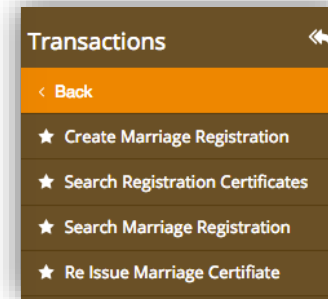 Transactions
< Back
★ Create Marriage Registration
★ Search Registration Certificates
★ Search Marriage Registration
★ Re Issue Marriage Certifiate